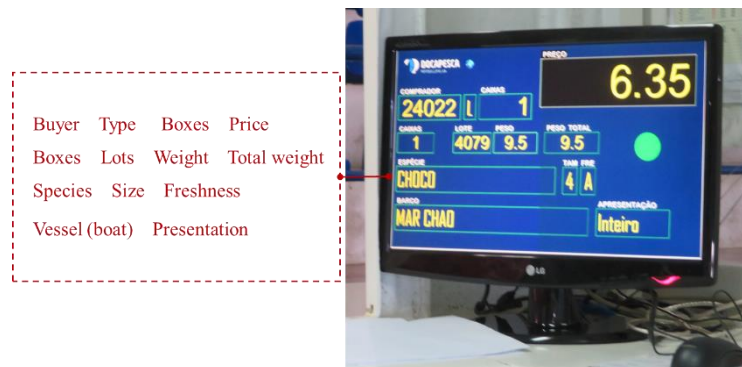 Buyer Type Boxes Price
Boxes Lots Weight Total weight
Species Size Freshness
Vessel (boat) Presentation
DOCAPESCA
PREÇO
6.35
COMPRADOR
CAIXAS
24022 L 1
CAIXAS LOTE PESO PESO TOTAL
1 4079 9.5 9.5
ESPÉCIE TAM FRE
CHOCO 4 A
BARCO APRESENTAÇÃO
MAR CHAO Inteiro
LG